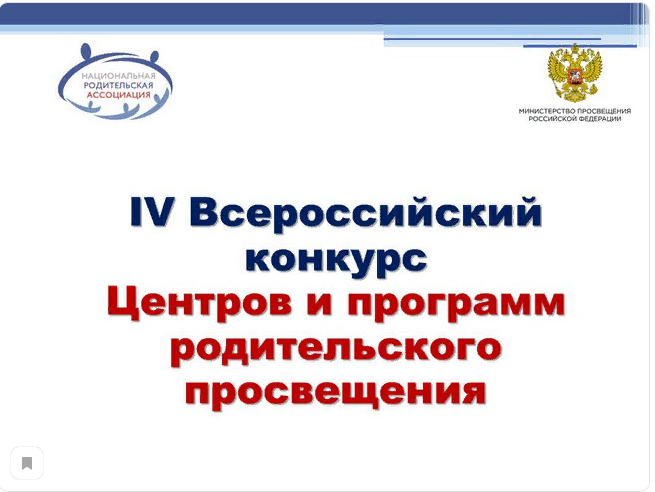 НАЦИОНАЛЬНАЯ
РОДИТЕЛЬСКАЯ
АССОЦИАЦИЯ
МИНИСТЕРСТВО ПРОСВЕЩЕНИЯ
РОССИЙСКОЙ ФЕДЕРАЦИИ
IV Всероссийский
конкурс
Центров и программ
родительского
просвещения